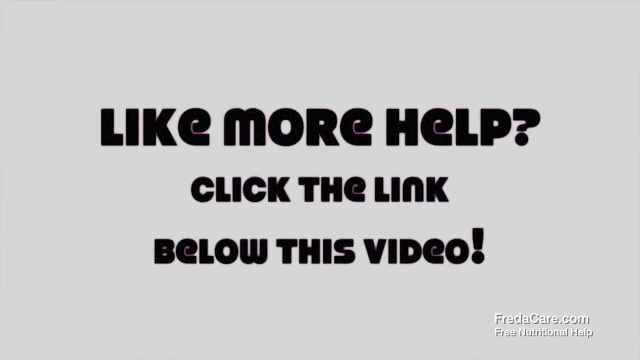 LIKE MORE HELP?
CLICK THE LINK
BELOW THIS VIDEO!
FredaCare.com
Free Nutritional Help